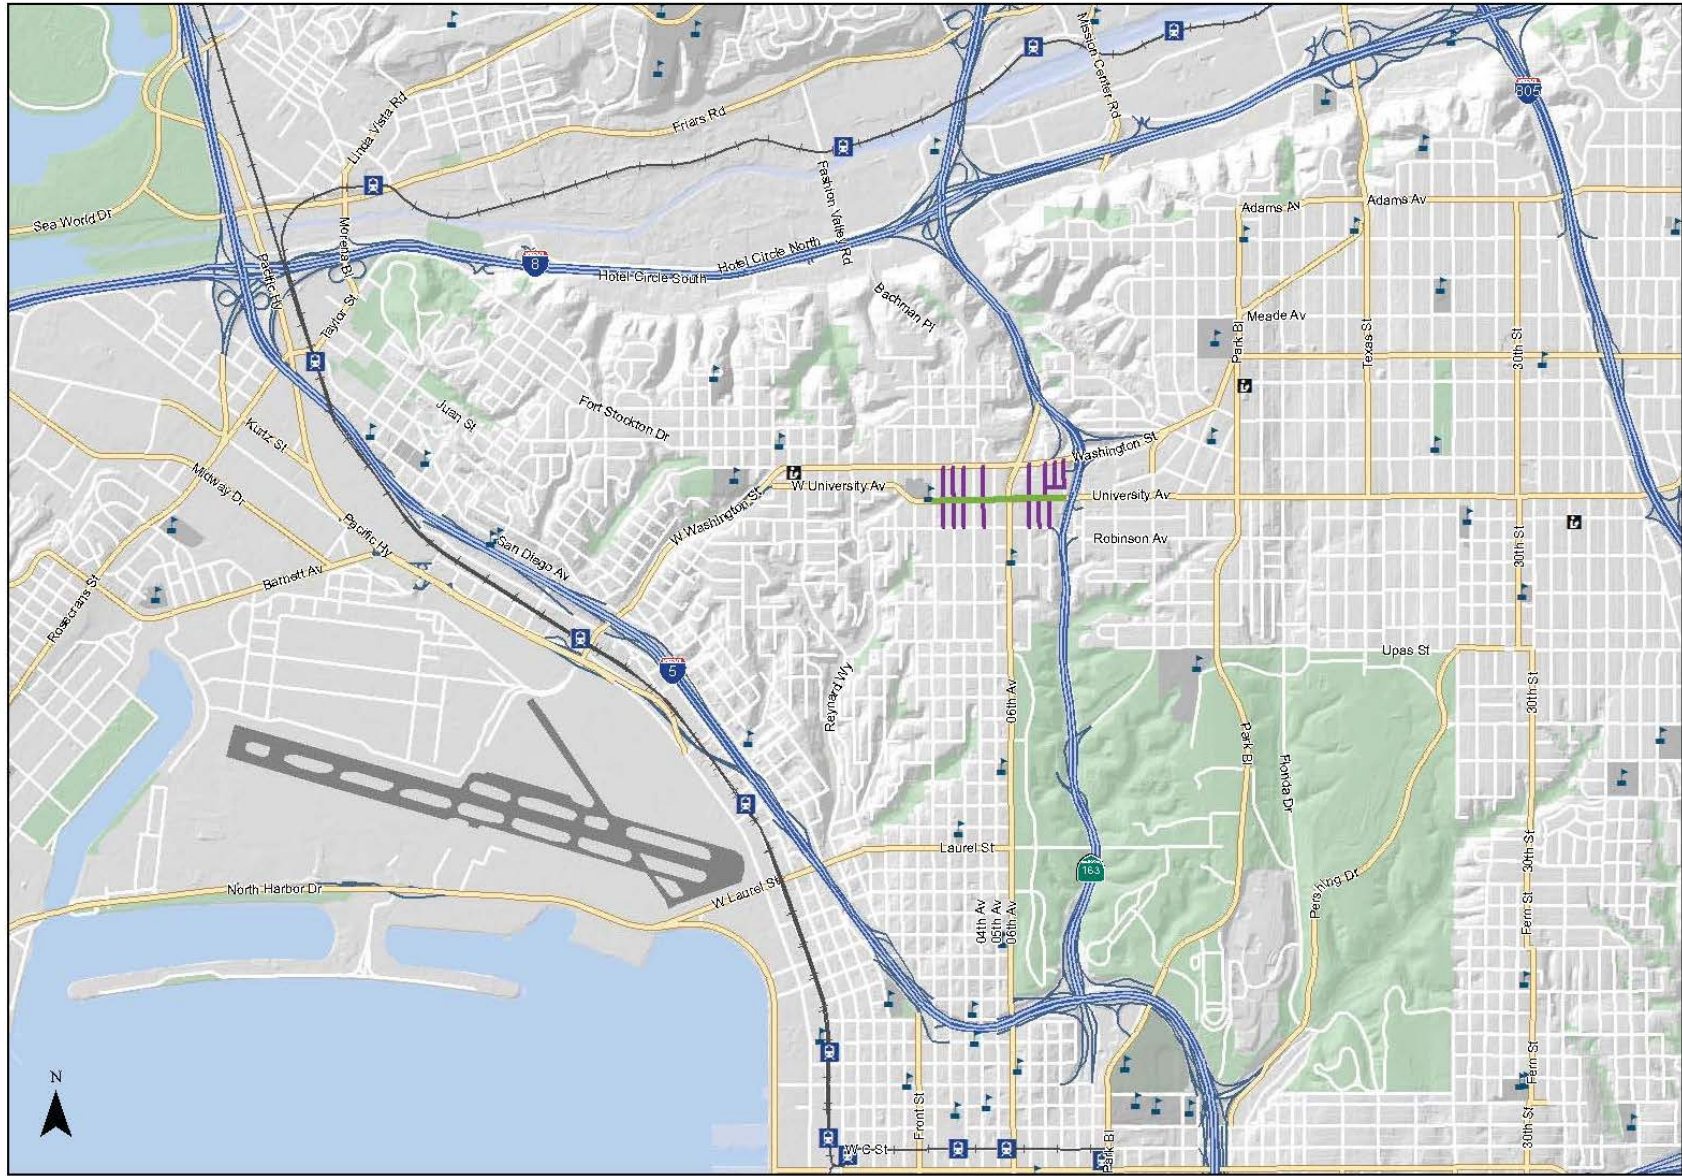 Mission Center Rd
Linda Vista Rd
Friars Rd
805
Fashion Valley Rd
Sea World Dr
Morena Bl
Adams Av
Adams Av
Pacific Hy
8
Hotel Circle North
Hotel Circle South
Bachman Pl
Taylor St
Meade Av
Park Bl
Texas St
30th St
Juan St
Fort Stockton Dr
Kurtz St
Washington St
Midway Dr
W University Av
University Av
W Washington St
Pacific Hy
San Diego Av
Robinson Av
30th St
Barnett Av
Rosecrans St
Upas St
5
Reynard Wy
06th Av
30th St
Park Bl
Florida Dr
Laurel St
30th St
163
North Harbor Dr
W Laurel St
Pershing Dr
04th Av
05th Av
06th Av
Fern St
Fern St
N
Front St
Park Bl
30th St
W C St